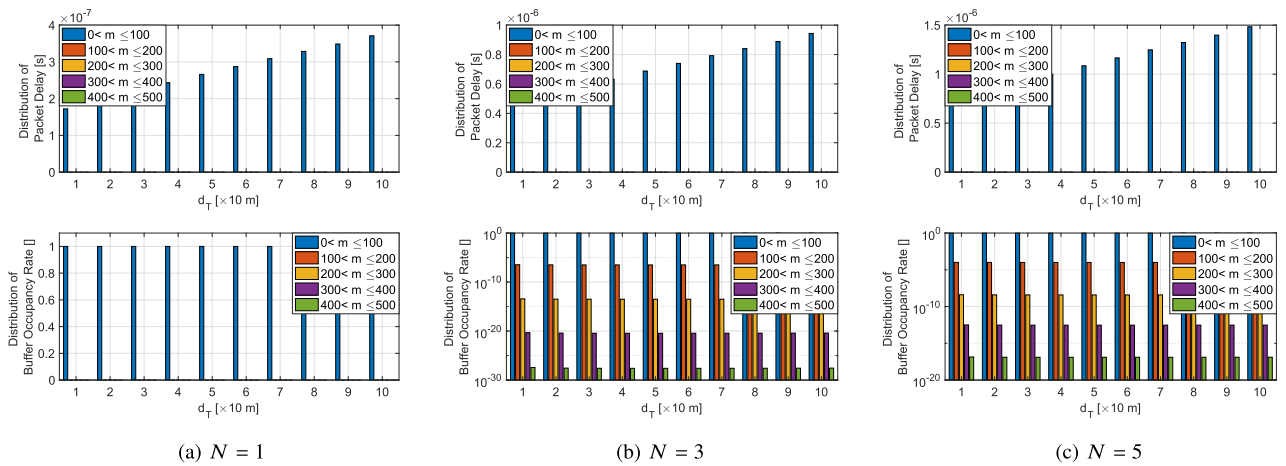 ×10⁻⁷
4
3
2
1
0
Distribution of
Packet Delay [s]
0< m ≤100
100< m ≤200
200< m ≤300
300< m ≤400
400< m ≤500
1 2 3 4 5 6 7 8 9 10
d_T [×10 m]
×10⁻⁶
1
0.8
0.6
0.4
0.2
0
Distribution of
Packet Delay [s]
0< m ≤100
100< m ≤200
200< m ≤300
300< m ≤400
400< m ≤500
1 2 3 4 5 6 7 8 9 10
d_T [×10 m]
×10⁻⁶
1.5
1
0.5
0
Distribution of
Packet Delay [s]
0< m ≤100
100< m ≤200
200< m ≤300
300< m ≤400
400< m ≤500
1 2 3 4 5 6 7 8 9 10
d_T [×10 m]
1
0.8
0.6
0.4
0.2
0
Distribution of
Buffer Occupancy Rate []
0< m ≤100
100< m ≤200
200< m ≤300
300< m ≤400
400< m ≤500
1 2 3 4 5 6 7 8 9 10
d_T [×10 m]
10⁰
10⁻¹⁰
10⁻²⁰
10⁻³⁰
Distribution of
Buffer Occupancy Rate []
0< m ≤100
100< m ≤200
200< m ≤300
300< m ≤400
400< m ≤500
1 2 3 4 5 6 7 8 9 10
d_T [×10 m]
10⁰
10⁻¹⁰
10⁻²⁰
Distribution of
Buffer Occupancy Rate []
0< m ≤100
100< m ≤200
200< m ≤300
300< m ≤400
400< m ≤500
1 2 3 4 5 6 7 8 9 10
d_T [×10 m]
(a) N = 1
(b) N = 3
(c) N = 5